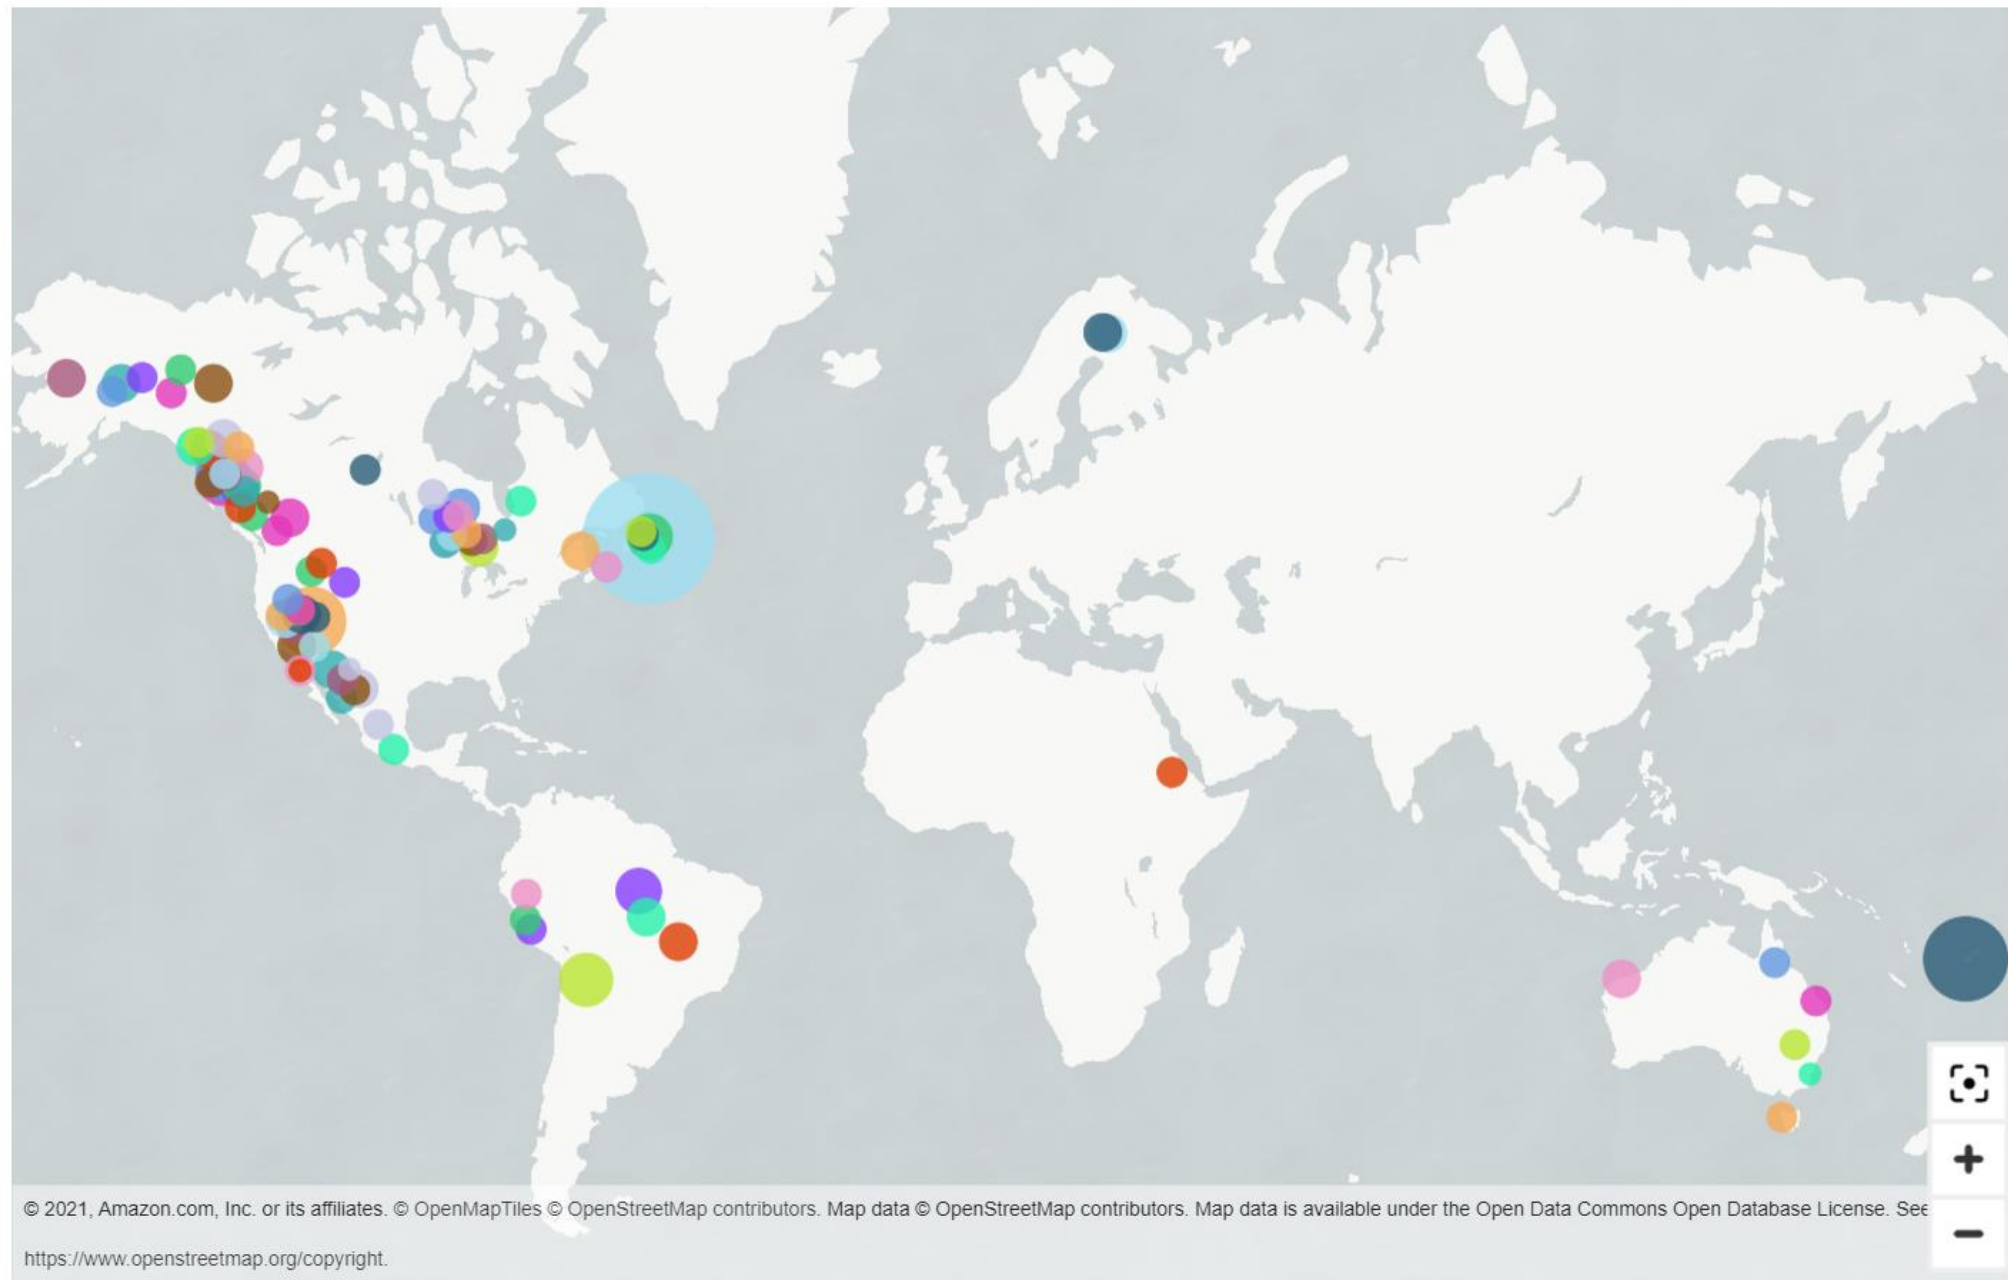 © 2021, Amazon.com, Inc. or its affiliates. © OpenMapTiles © OpenStreetMap contributors. Map data © OpenStreetMap contributors. Map data is available under the Open Data Commons Open Database License. See
https://www.openstreetmap.org/copyright.